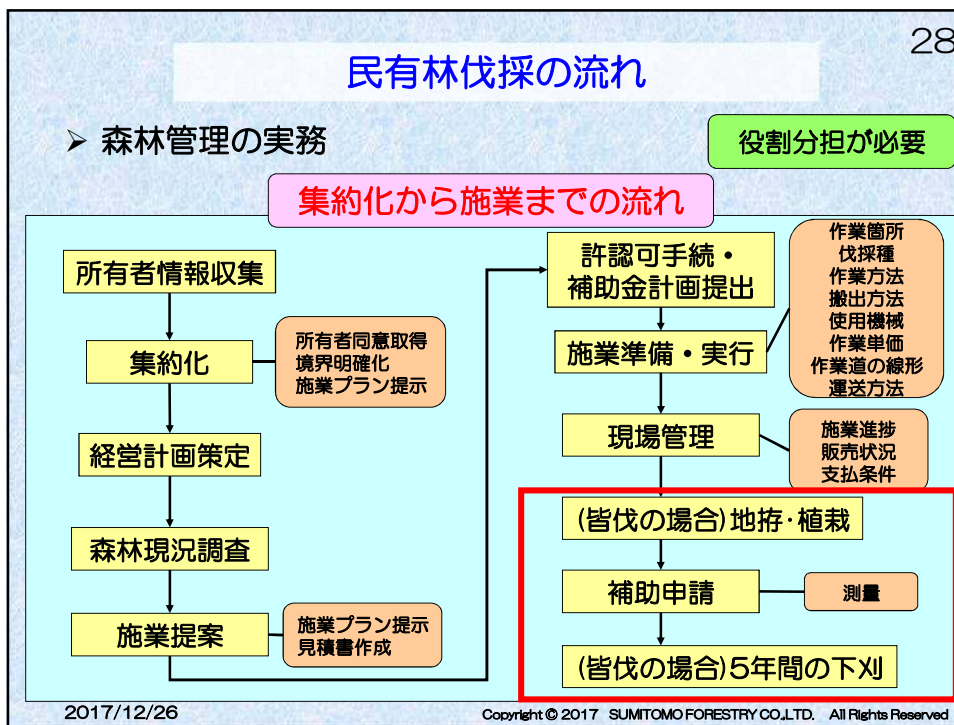 28
民有林伐採の流れ
➢ 森林管理の実務
役割分担が必要
集約化から施業までの流れ
所有者情報収集
集約化
所有者同意取得
境界明確化
施業プラン提示
経営計画策定
森林現況調査
施業提案
施業プラン提示
見積書作成
許認可手続・
補助金計画提出
施業準備・実行
作業箇所
伐採種
作業方法
搬出方法
使用機械
作業単価
作業道の線形
運送方法
現場管理
施業進捗
販売状況
支払条件
(皆伐の場合)地拵・植栽
補助申請
測量
(皆伐の場合)5年間の下刈
2017/12/26
Copyright © 2017 SUMITOMO FORESTRY CO.,LTD. All Rights Reserved